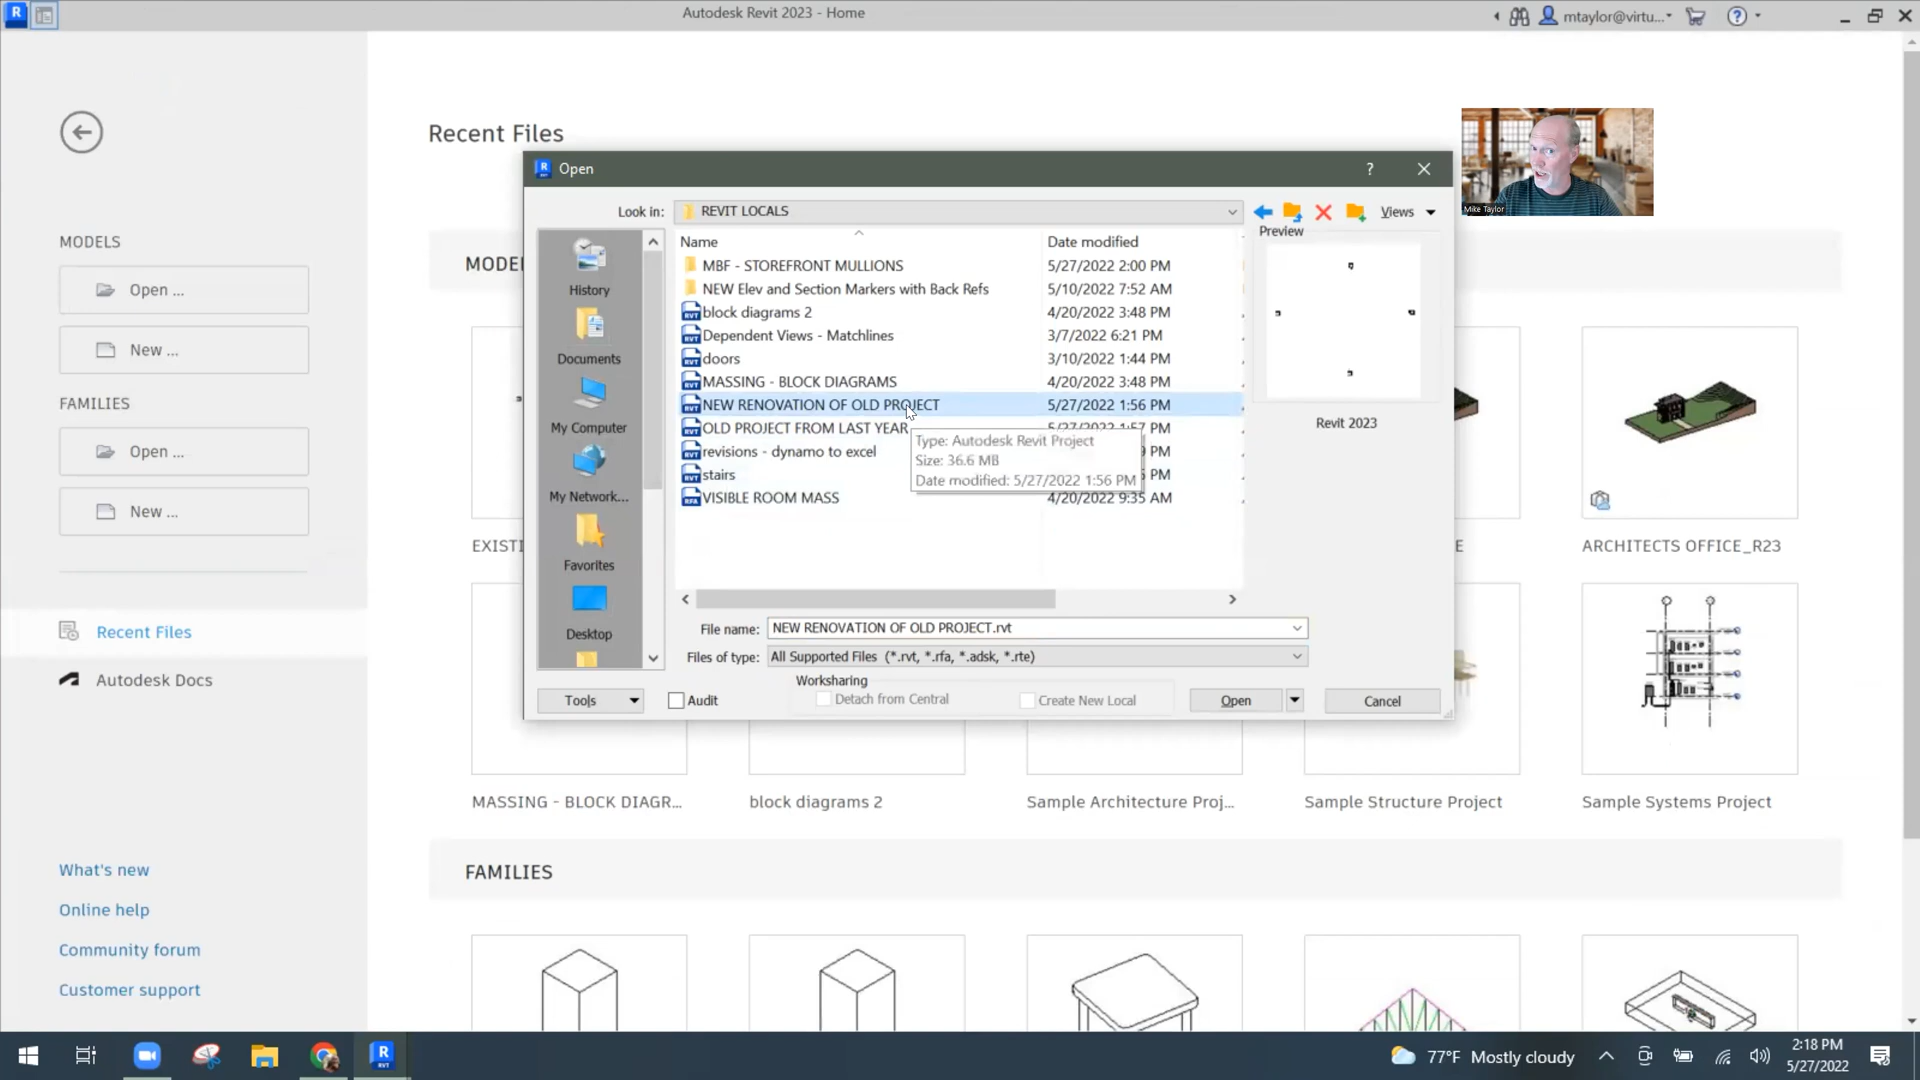 R
Autodesk Revit 2023 - Home
mtaylor@virtu...
?
Recent Files
MODELS
Open ...
New ...
FAMILIES
Open ...
New ...
Recent Files
Autodesk Docs
What's new
Online help
Community forum
Customer support
Mike Taylor
Open
?
Look in:
REVIT LOCALS
Views
Preview
Name
Date modified
MBF - STOREFRONT MULLIONS
5/27/2022 2:00 PM
NEW Elev and Section Markers with Back Refs
5/10/2022 7:52 AM
block diagrams 2
4/20/2022 3:48 PM
Dependent Views - Matchlines
3/7/2022 6:21 PM
doors
3/10/2022 1:44 PM
MASSING - BLOCK DIAGRAMS
4/20/2022 3:48 PM
NEW RENOVATION OF OLD PROJECT
5/27/2022 1:56 PM
OLD PROJECT FROM LAST YEAR
revisions - dynamo to excel
PM
stairs
PM
VISIBLE ROOM MASS
4/20/2022 9:35 AM
Type: Autodesk Revit Project
Size: 36.6 MB
Date modified: 5/27/2022 1:56 PM
Revit 2023
History
Documents
My Computer
My Network...
Favorites
Desktop
File name:
NEW RENOVATION OF OLD PROJECT.rvt
Files of type:
All Supported Files (*.rvt, *.rfa, *.adsk, *.rte)
Worksharing
Tools
Audit
Detach from Central
Create New Local
Open
Cancel
MODE
EXISTI
E
ARCHITECTS OFFICE_R23
MASSING - BLOCK DIAGR...
block diagrams 2
Sample Architecture Proj...
Sample Structure Project
Sample Systems Project
FAMILIES
77°F Mostly cloudy
2:18 PM
5/27/2022